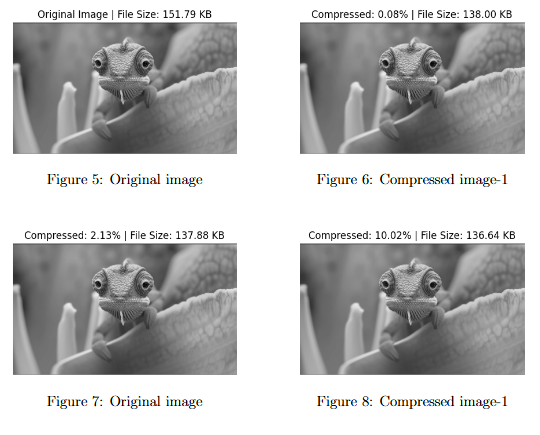 Original Image | File Size: 151.79 KB
Compressed: 0.08% | File Size: 138.00 KB
Figure 5: Original image
Figure 6: Compressed image-1
Compressed: 2.13% | File Size: 137.88 KB
Compressed: 10.02% | File Size: 136.64 KB
Figure 7: Original image
Figure 8: Compressed image-1